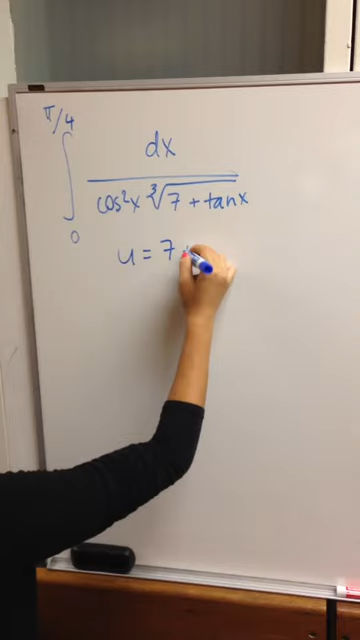 π/4
∫ dx
cos²x ∛7 + tanx
0
u = 7